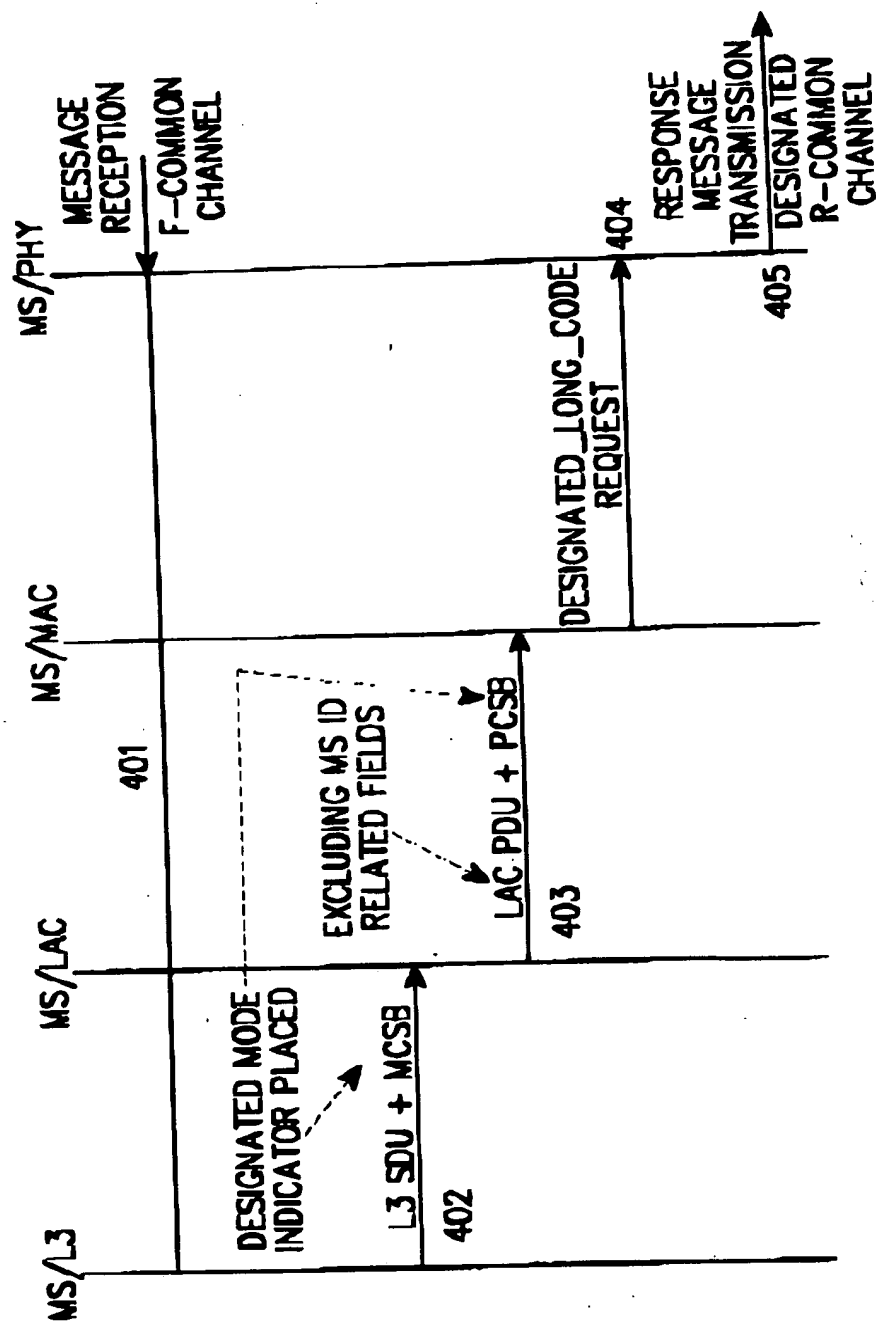 MS/L3
MS/LAC
MS/MAC
MS/PHY
MESSAGE
RECEPTION
F-COMMON
CHANNEL
401
DESIGNATED MODE
INDICATOR PLACED
L3 SDU + MCSB
402
EXCLUDING MS ID
RELATED FIELDS
LAC PDU + PCSB
403
DESIGNATED_LONG_CODE
REQUEST
404
RESPONSE
MESSAGE
TRANSMISSION
DESIGNATED
R-COMMON
CHANNEL
405